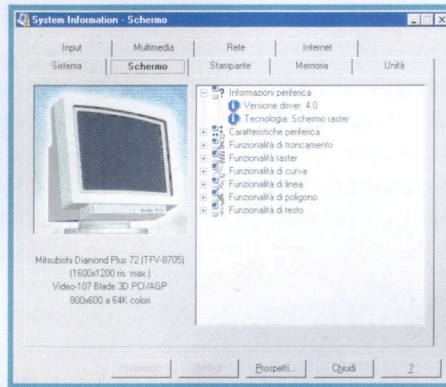 System Information - Schermo
Input Multimedia Rete Internet
Sistema Schermo Stampante Memoria Unità
Informazioni periferica
Versione driver: 4.0
Tecnologia: Schermo raster
Caratteristiche periferica
Funzionalità di troncamento
Funzionalità raster
Funzionalità di curva
Funzionalità di linea
Funzionalità di poligono
Funzionalità di testo
Mitsubishi Diamond Plus 72 (TFV-8705)
(1600x1200 ris. max.)
Video-107 Blade 3D PCI/AGP
800x600 a 64K colori
Dettagli Prospetti... Chiudi ?